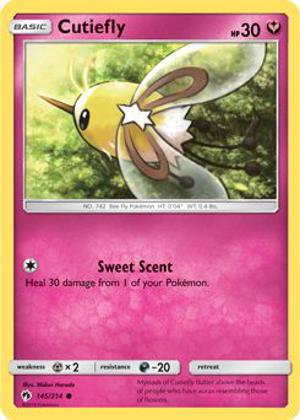 BASIC
Cutiefly
HP30
NO. 742 Bee Fly Pokémon HT: 0'04" WT: 0.4 lbs.
Sweet Scent
Heal 30 damage from 1 of your Pokémon.
weakness ×2 resistance -20 retreat
Illus. Midori Harada
145/214
Myriads of Cutiefly flutter above the heads
of people who have auras resembling those
of flowers.